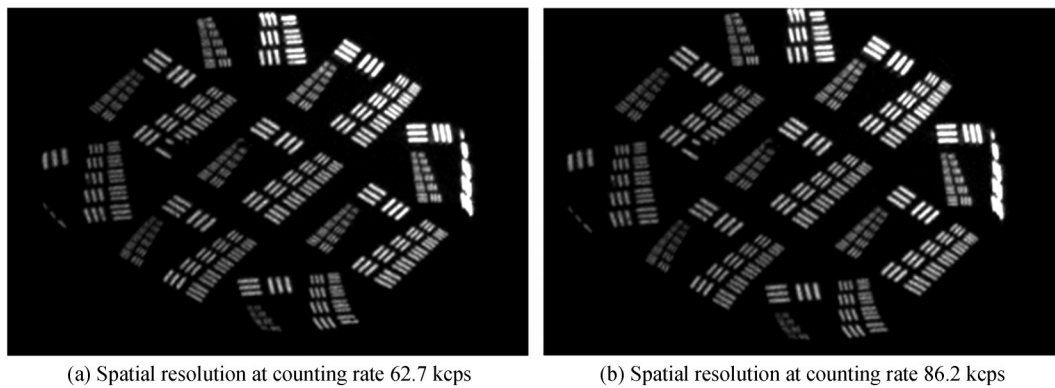 (a) Spatial resolution at counting rate 62.7 kcps
(b) Spatial resolution at counting rate 86.2 kcps